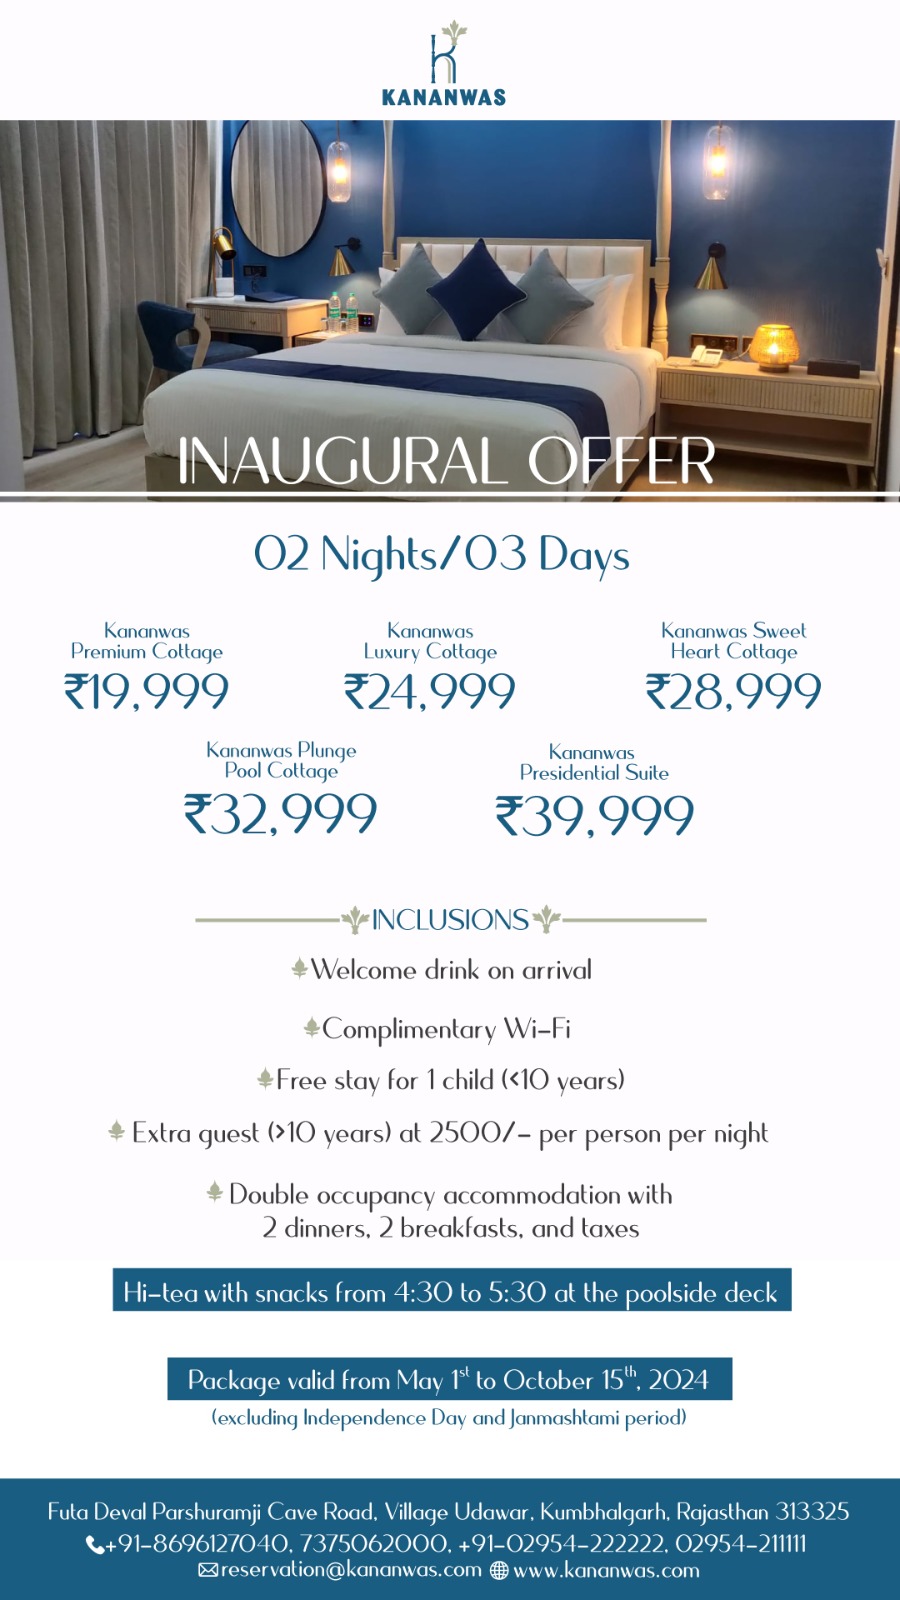 KANANWAS
INAUGURAL OFFER
02 Nights/03 Days
Kananwas
Premium Cottage
₹19,999
Kananwas
Luxury Cottage
₹24,999
Kananwas Sweet
Heart Cottage
₹28,999
Kananwas Plunge
Pool Cottage
₹32,999
Kananwas
Presidential Suite
₹39,999
INCLUSIONS
Welcome drink on arrival
Complimentary Wi-Fi
Free stay for 1 child (<10 years)
Extra guest (>10 years) at 2500/- per person per night
Double occupancy accommodation with
2 dinners, 2 breakfasts, and taxes
Hi-tea with snacks from 4:30 to 5:30 at the poolside deck
Package valid from May 1st to October 15th, 2024
(excluding Independence Day and Janmashtami period)
Futa Deval Parshuramji Cave Road, Village Udawar, Kumbhalgarh, Rajasthan 313325
+91-8696127040, 7375062000, +91-02954-222222, 02954-211111
reservation@kananwas.com www.kananwas.com